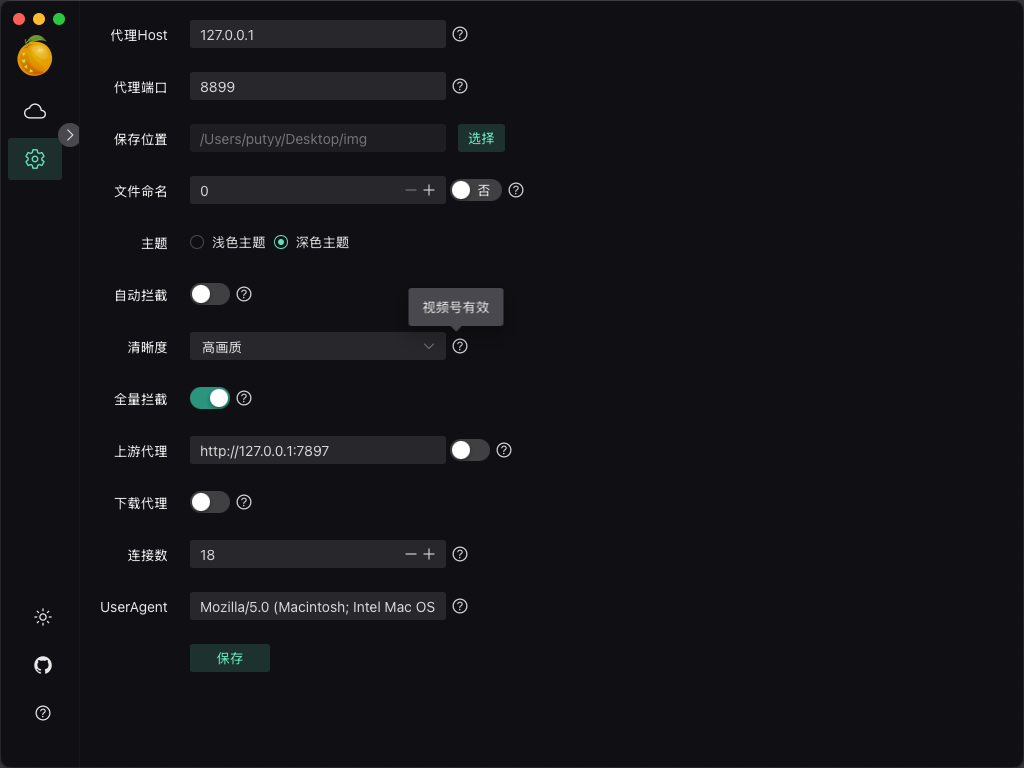 代理Host 127.0.0.1
代理端口 8899
保存位置 /Users/putyy/Desktop/img 选择
文件命名 0 否
主题 浅色主题 深色主题
自动拦截
视频号有效
清晰度 高画质
全量拦截
上游代理 http://127.0.0.1:7897
下载代理
连接数 18
UserAgent Mozilla/5.0 (Macintosh; Intel Mac OS
保存